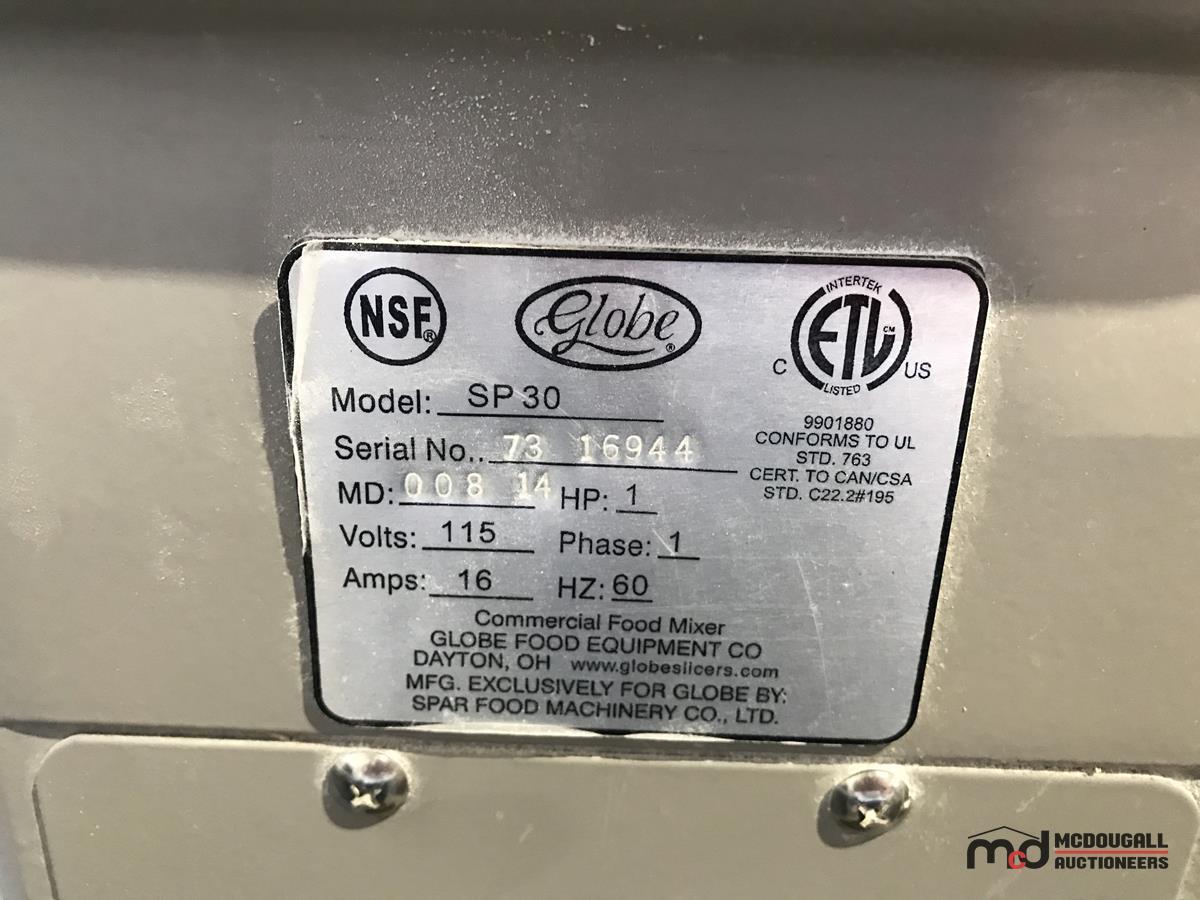 NSF®
Globe®
INTERTEK
ETL CM
C US
LISTED
Model: SP 30
9901880
CONFORMS TO UL
STD. 763
CERT. TO CAN/CSA
STD. C22.2#195
Serial No.. 73 16944
MD: 008 14 HP: 1
Volts: 115 Phase: 1
Amps: 16 HZ: 60
Commercial Food Mixer
GLOBE FOOD EQUIPMENT CO
DAYTON, OH www.globeslicers.com
MFG. EXCLUSIVELY FOR GLOBE BY:
SPAR FOOD MACHINERY CO., LTD.
mcd MCDOUGALL
AUCTIONEERS